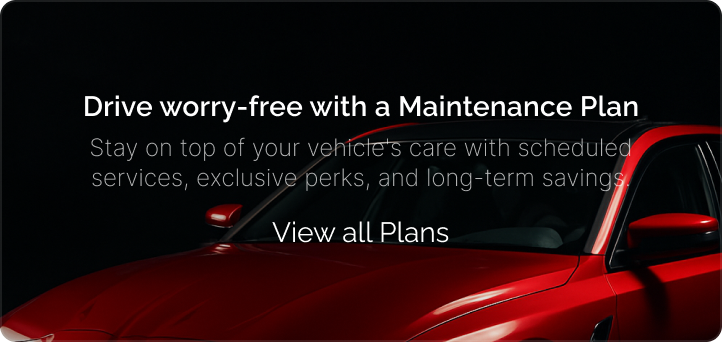 Drive worry-free with a Maintenance Plan
Stay on top of your vehicle's care with scheduled
services, exclusive perks, and long-term savings.
View all Plans